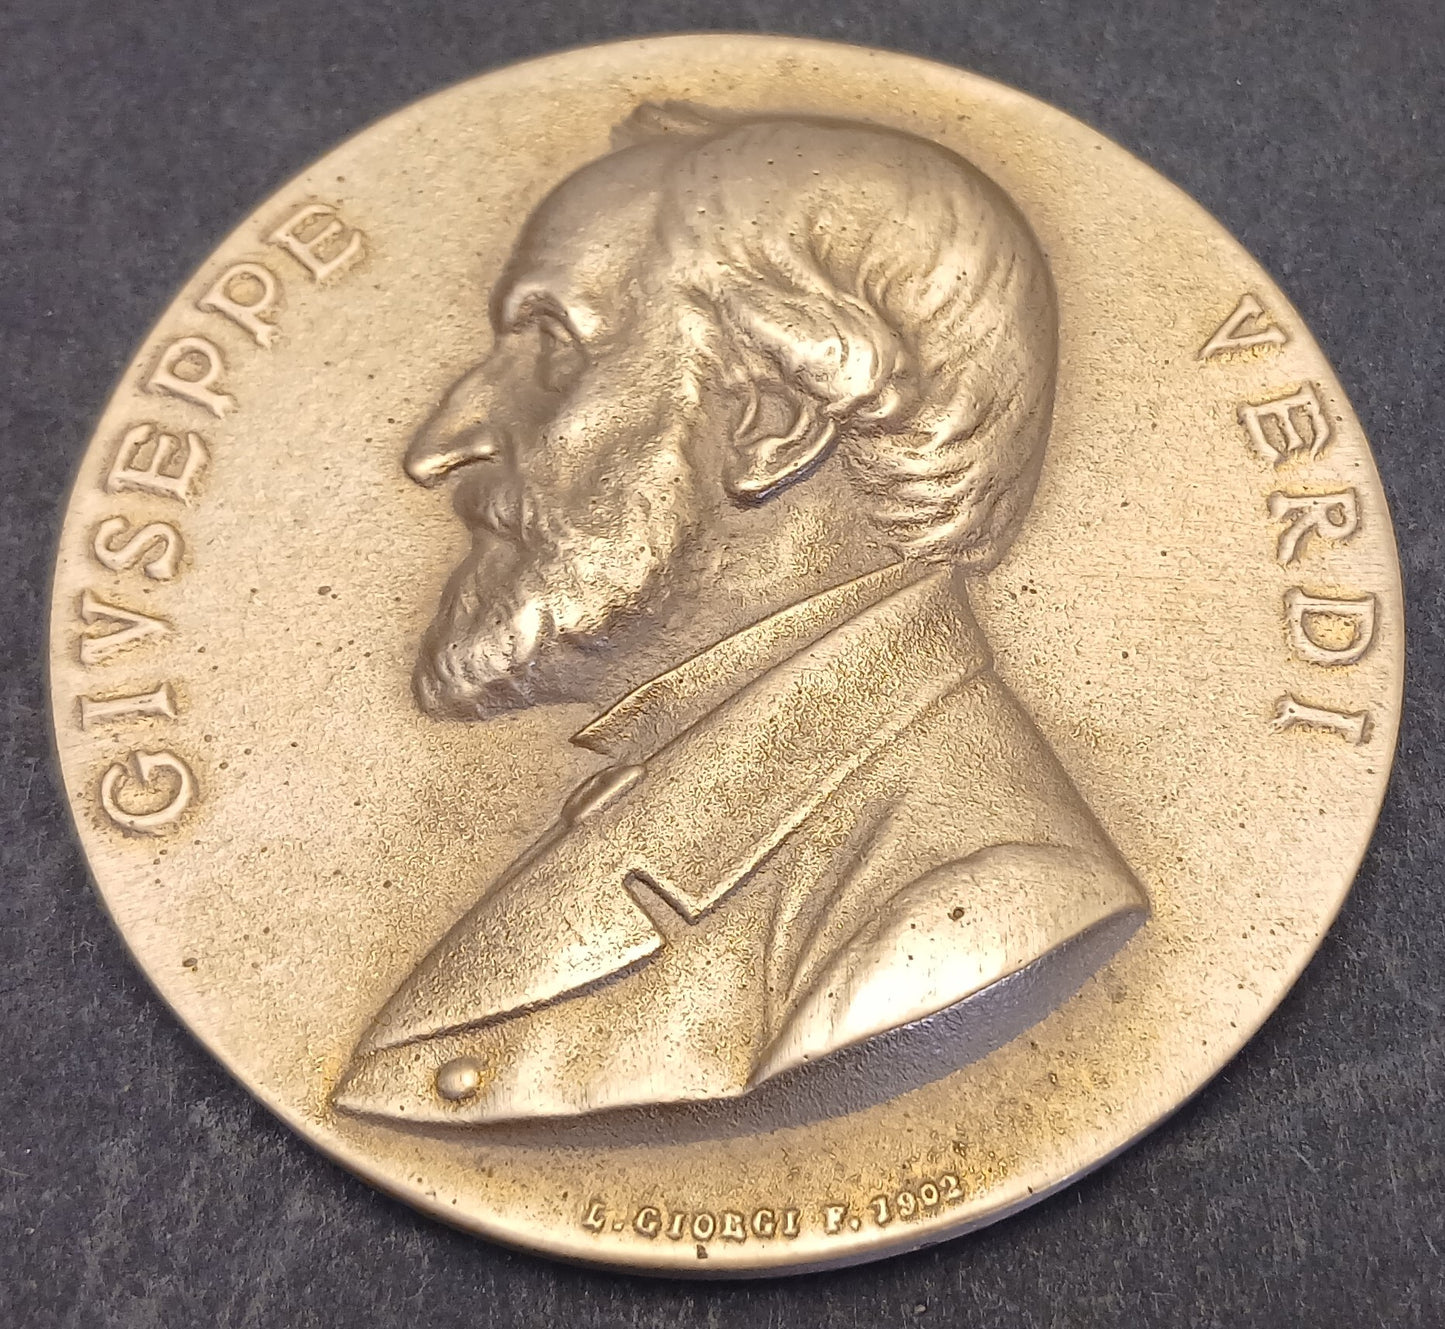 GIVSEPPE
VERDI
L. GIORGI F. 1902